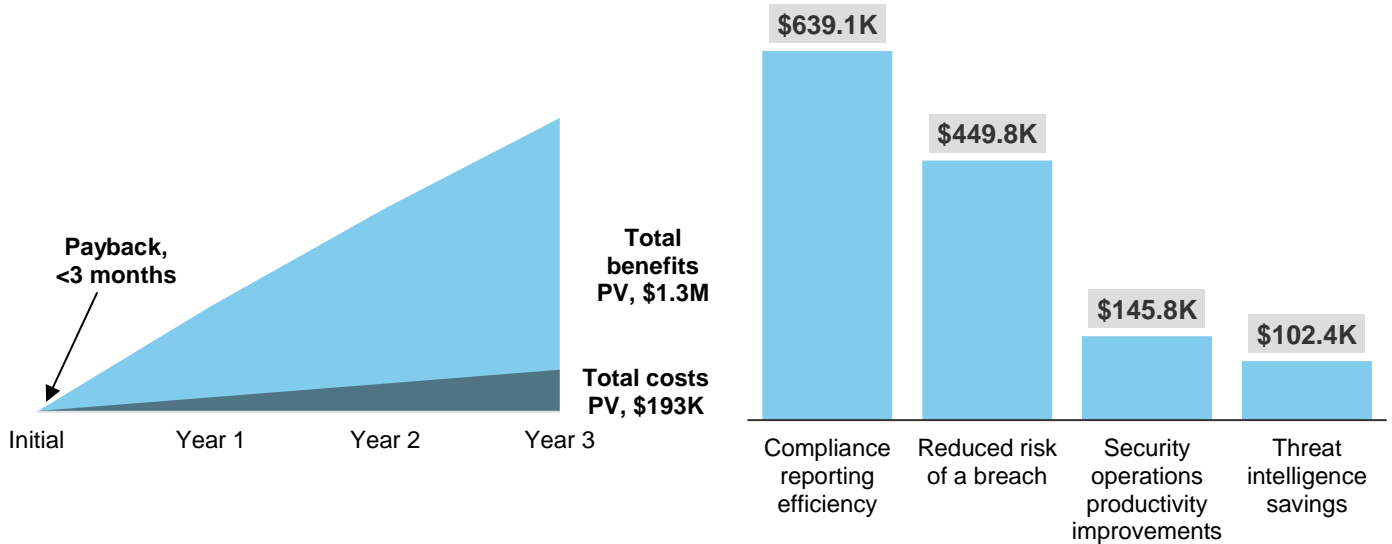 Payback,
<3 months
Total
benefits
PV, $1.3M
Total costs
PV, $193K
Initial
Year 1
Year 2
Year 3
$639.1K
$449.8K
$145.8K
$102.4K
Compliance
reporting
efficiency
Reduced risk
of a breach
Security
operations
productivity
improvements
Threat
intelligence
savings